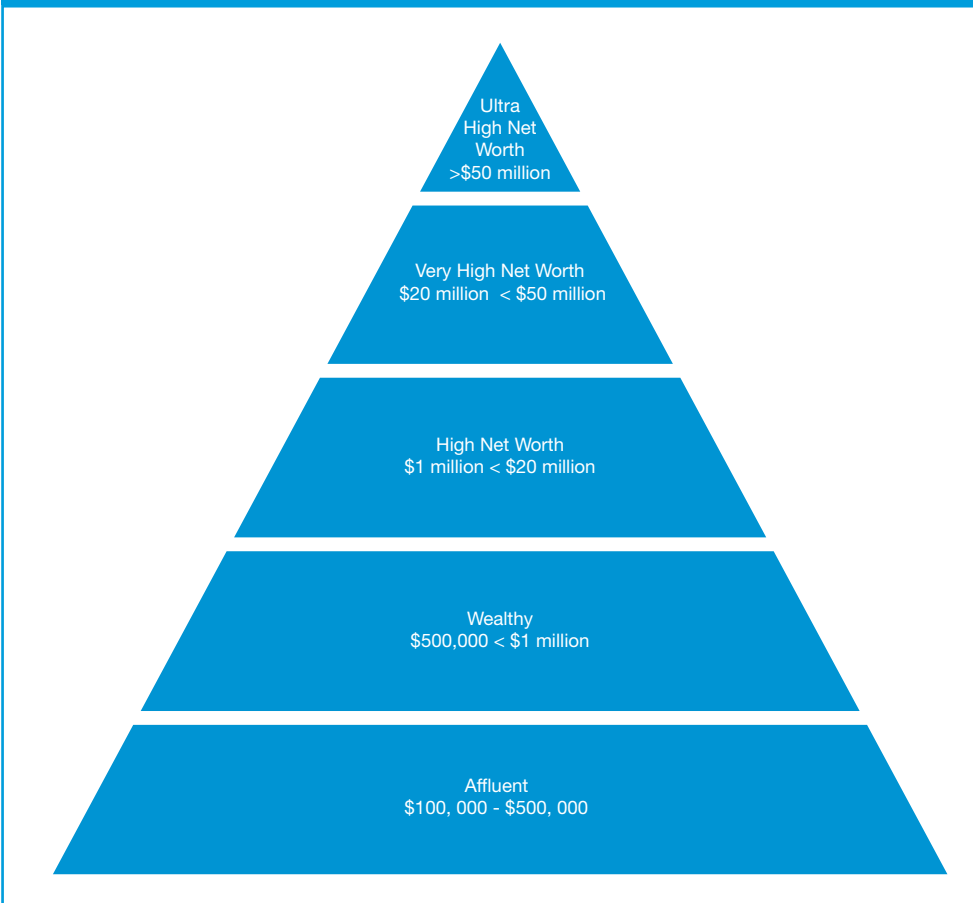 Ultra
High Net
Worth
>$50 million
Very High Net Worth
$20 million  < $50 million
High Net Worth
$1 million < $20 million
Wealthy
$500,000 < $1 million
Affluent
$100, 000 - $500, 000